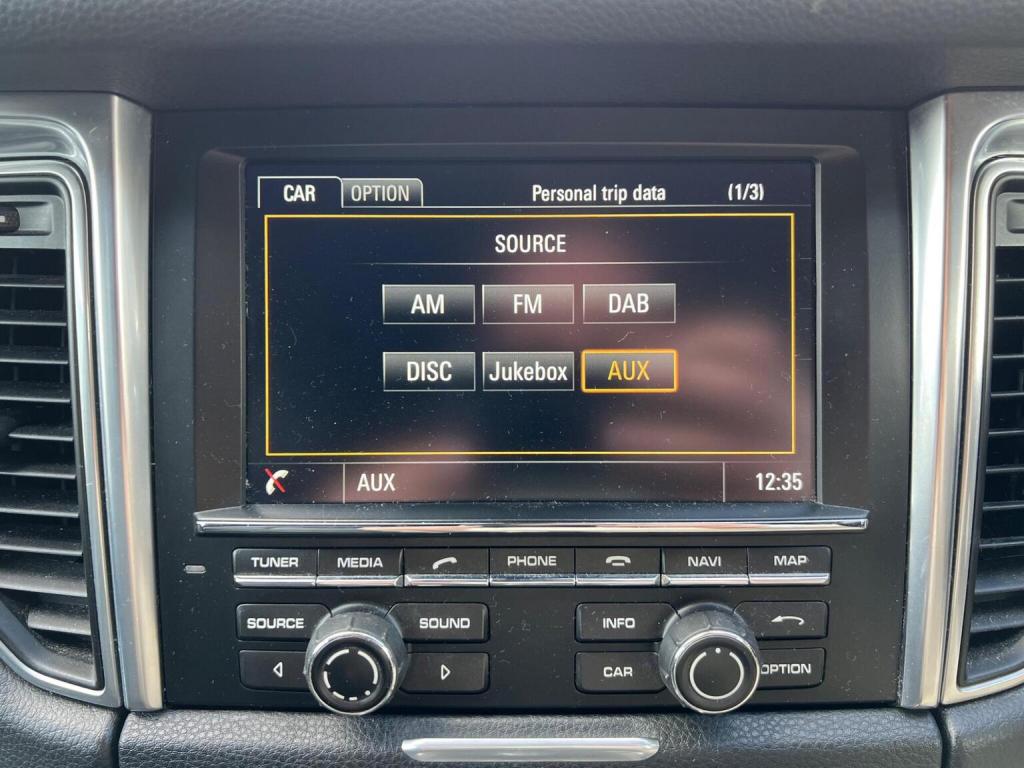 CAR OPTION Personal trip data (1/3)
SOURCE
AM FM DAB
DISC Jukebox AUX
AUX 12:35
TUNER MEDIA PHONE NAVI MAP
SOURCE SOUND INFO
CAR OPTION